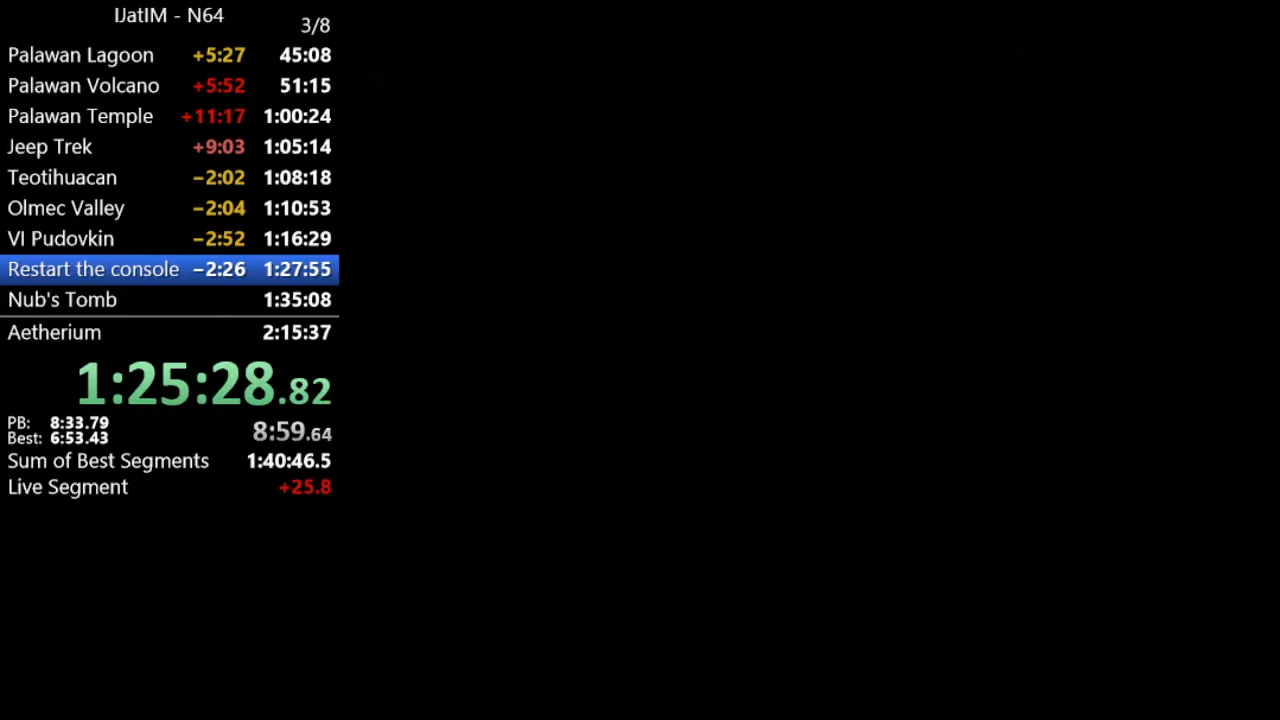 IJatIM - N64
3/8
Palawan Lagoon +5:27 45:08
Palawan Volcano +5:52 51:15
Palawan Temple +11:17 1:00:24
Jeep Trek +9:03 1:05:14
Teotihuacan −2:02 1:08:18
Olmec Valley −2:04 1:10:53
VI Pudovkin −2:52 1:16:29
Restart the console −2:26 1:27:55
Nub's Tomb 1:35:08
Aetherium 2:15:37
1:25:28.82
PB: 8:33.79 8:59.64
Best: 6:53.43
Sum of Best Segments 1:40:46.5
Live Segment +25.8